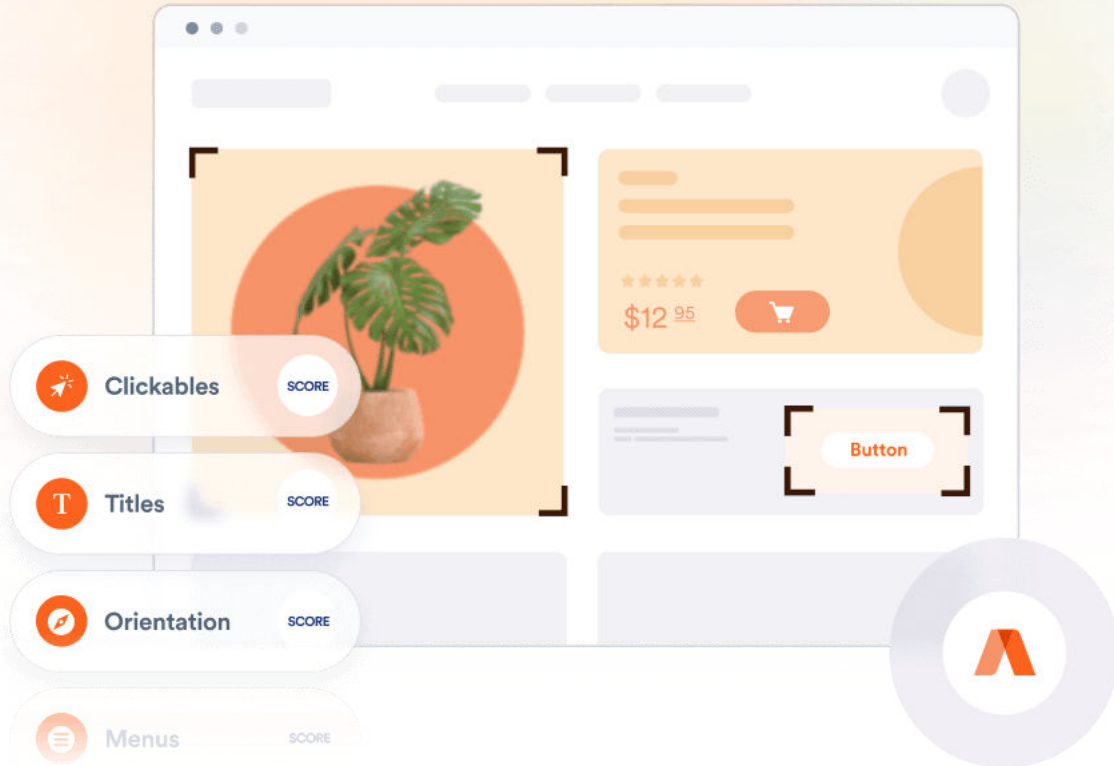 $12 95
Clickables SCORE
Button
Titles SCORE
Orientation SCORE
Menus SCORE